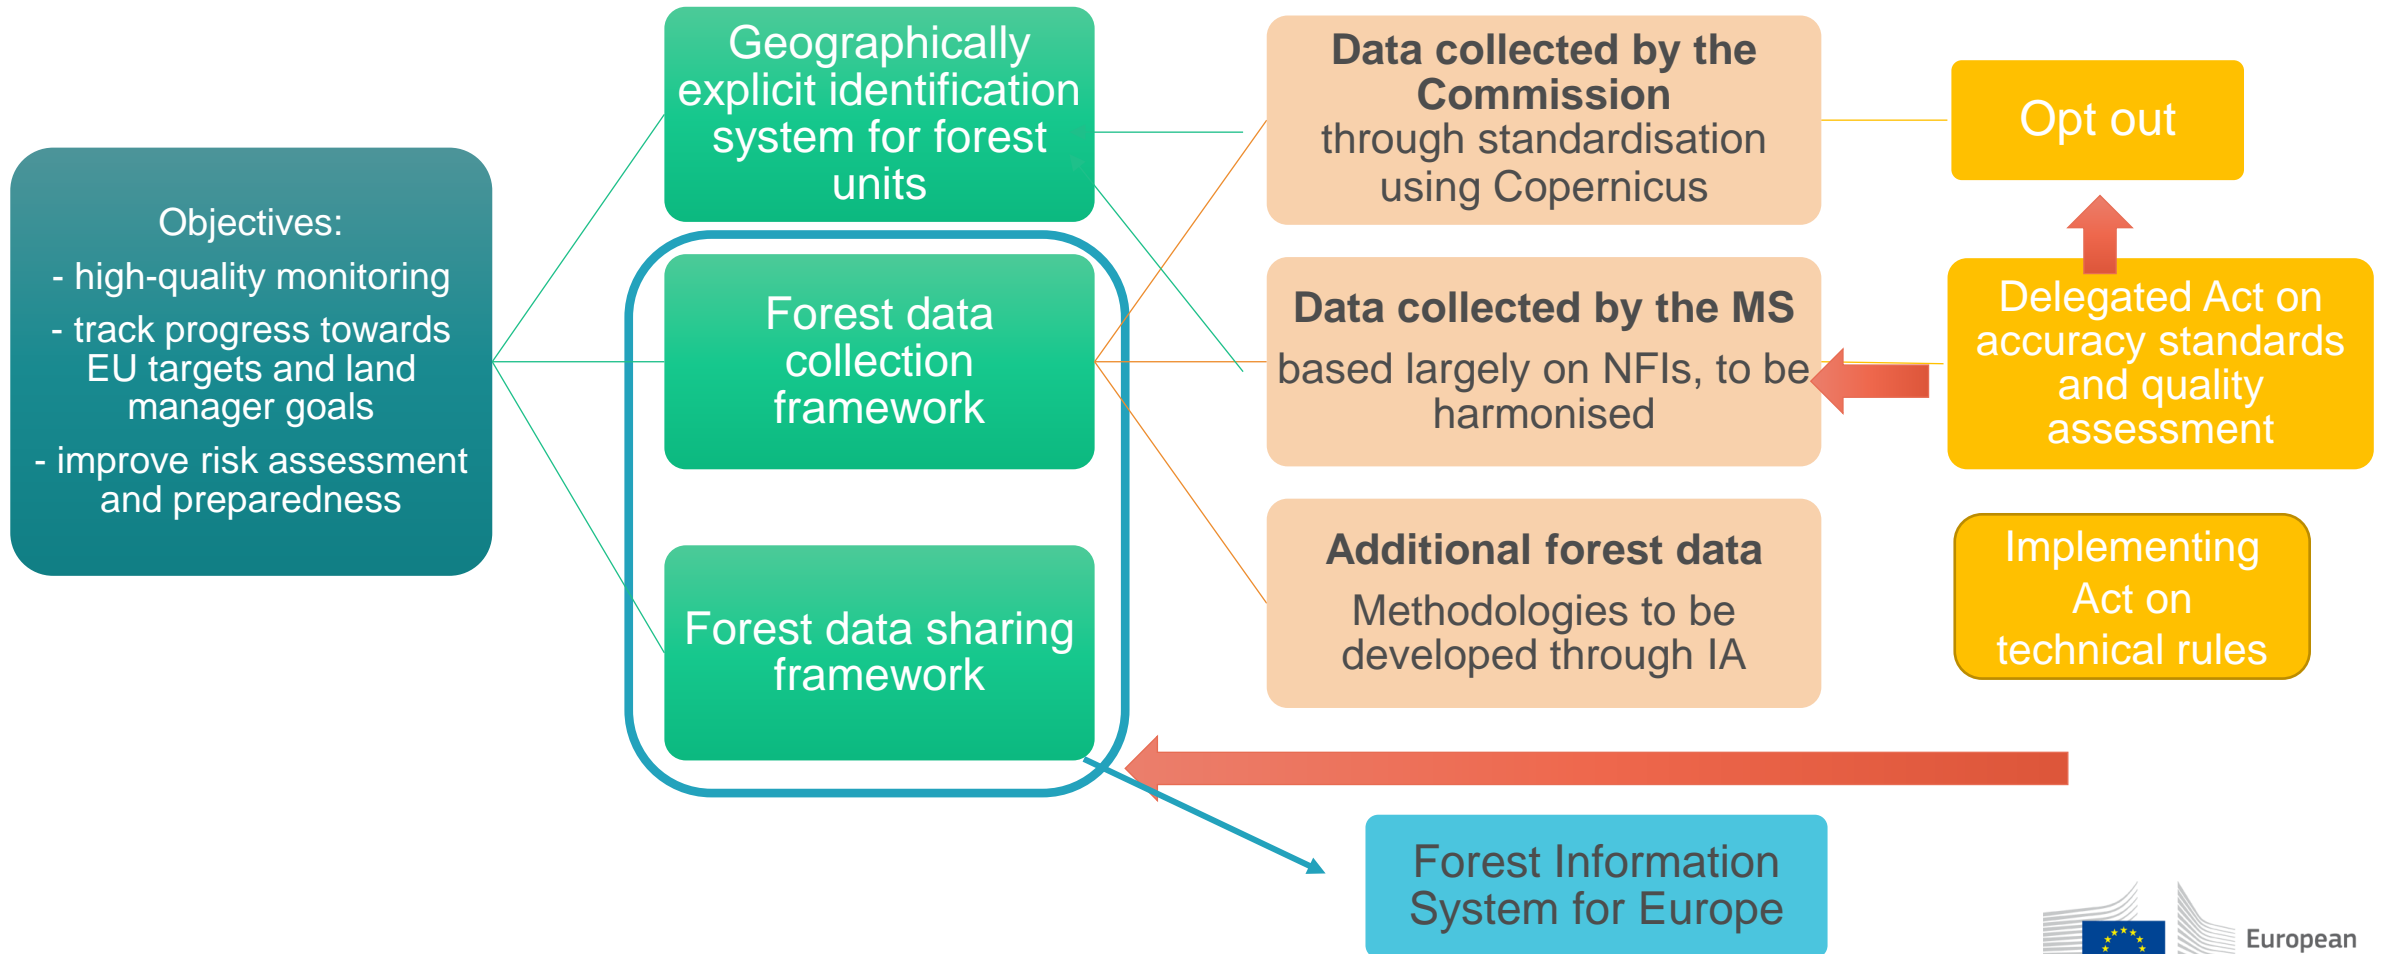 Objectives:
- high-quality monitoring
- track progress towards
EU targets and land
manager goals
- improve risk assessment
and preparedness
Geographically
explicit identification
system for forest
units
Forest data
collection
framework
Forest data sharing
framework
Data collected by the
Commission
through standardisation
using Copernicus
Data collected by the MS
based largely on NFIs, to be
harmonised
Additional forest data
Methodologies to be
developed through IA
Opt out
Delegated Act on
accuracy standards
and quality
assessment
Implementing
Act on
technical rules
Forest Information
System for Europe
European